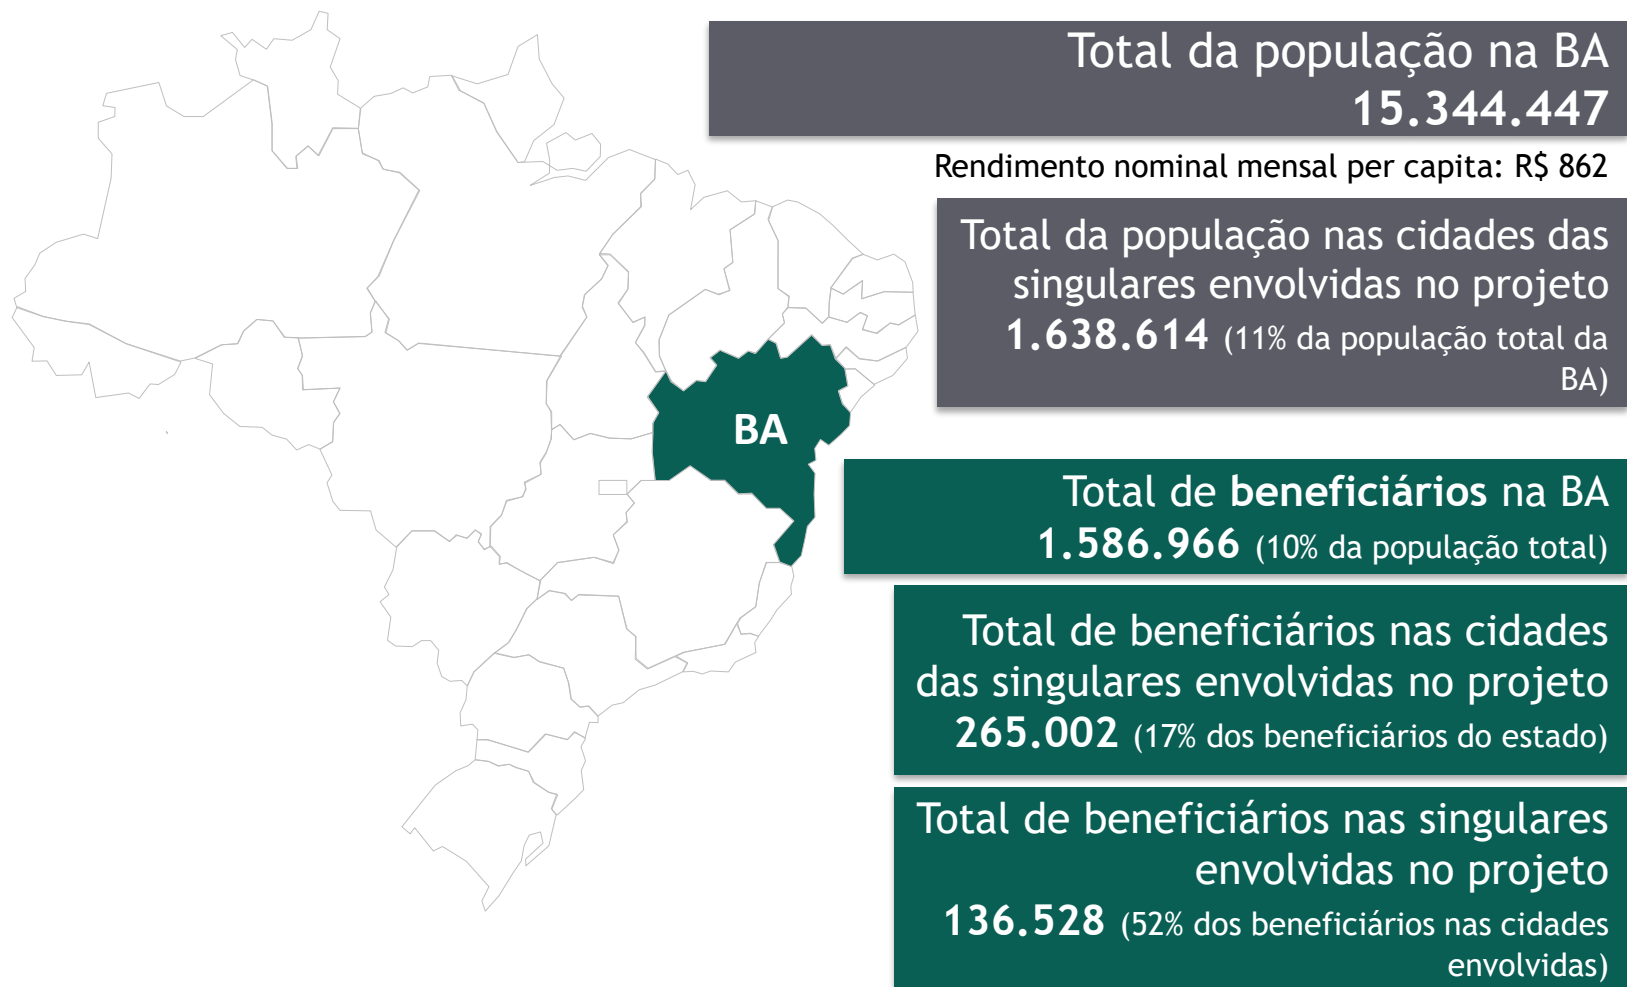 Total da população na BA
15.344.447
Rendimento nominal mensal per capita: R$ 862
Total da população nas cidades das
singulares envolvidas no projeto
1.638.614 (11% da população total da
BA)
BA
Total de beneficiários na BA
1.586.966 (10% da população total)
Total de beneficiários nas cidades
das singulares envolvidas no projeto
265.002 (17% dos beneficiários do estado)
Total de beneficiários nas singulares
envolvidas no projeto
136.528 (52% dos beneficiários nas cidades
envolvidas)